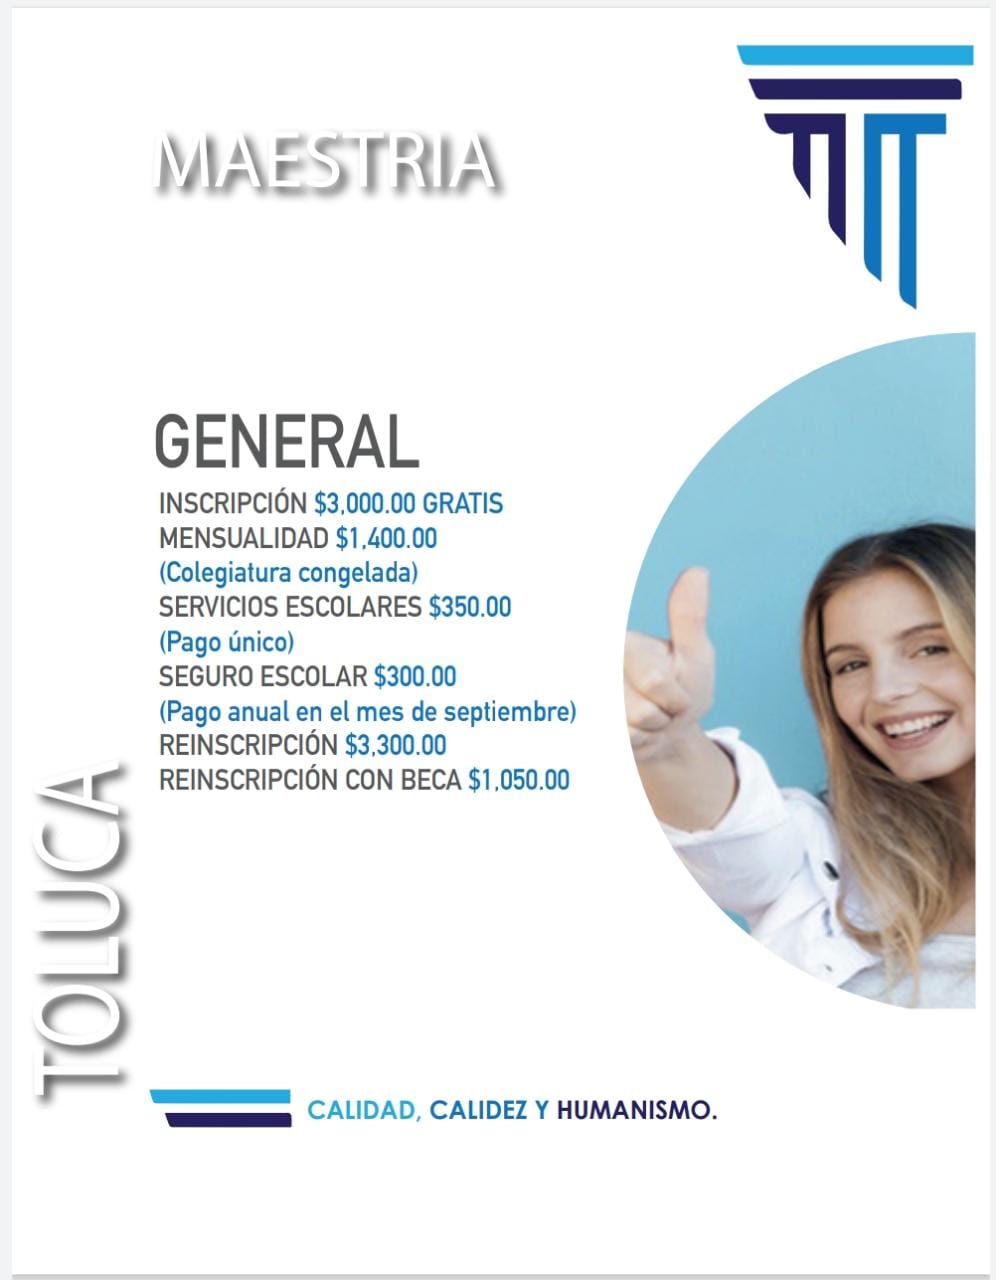 MAESTRIA
GENERAL
INSCRIPCIÓN $3,000.00 GRATIS
MENSUALIDAD $1,400.00
(Colegiatura congelada)
SERVICIOS ESCOLARES $350.00
(Pago único)
SEGURO ESCOLAR $300.00
(Pago anual en el mes de septiembre)
REINSCRIPCIÓN $3,300.00
REINSCRIPCIÓN CON BECA $1,050.00
TOLUCA
CALIDAD, CALIDEZ Y HUMANISMO.